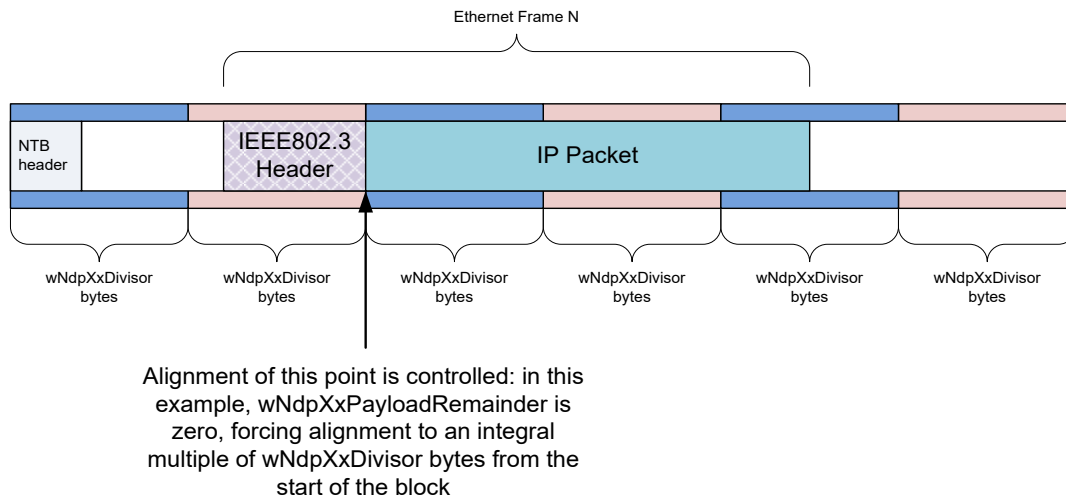 Ethernet Frame N
NTB
header
IEEE802.3
Header
IP Packet
wNdpXxDivisor
bytes
wNdpXxDivisor
bytes
wNdpXxDivisor
bytes
wNdpXxDivisor
bytes
wNdpXxDivisor
bytes
wNdpXxDivisor
bytes
Alignment of this point is controlled: in this
example, wNdpXxPayloadRemainder is
zero, forcing alignment to an integral
multiple of wNdpXxDivisor bytes from the
start of the block